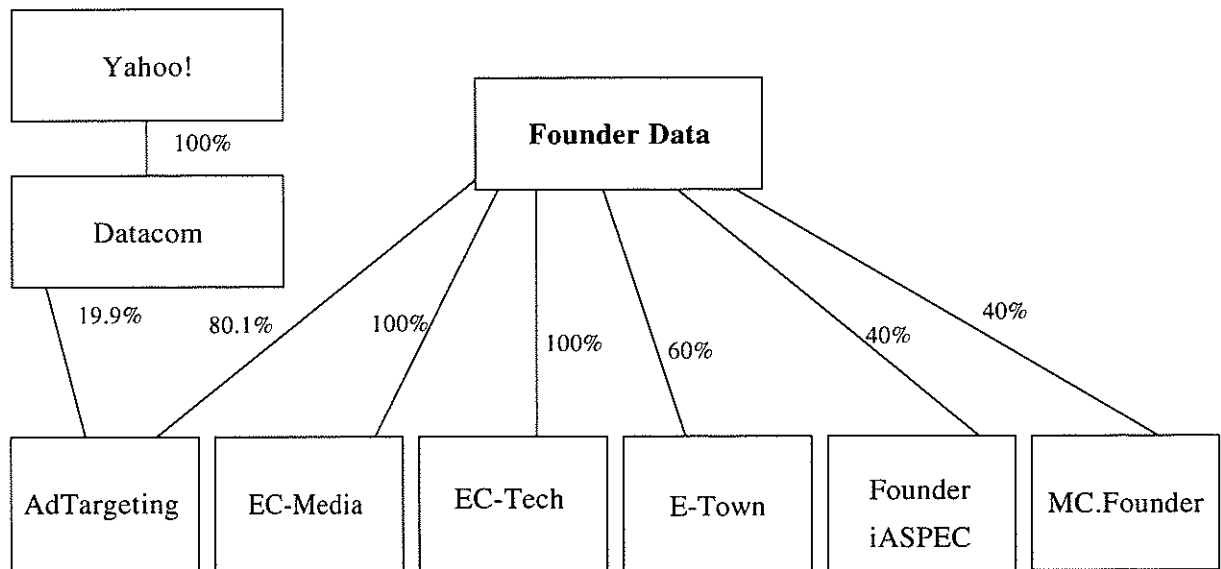 Yahoo!
Founder Data
100%
Datacom
19.9%
80.1%
100%
100%
60%
40%
40%
AdTargeting
EC-Media
EC-Tech
E-Town
Founder
iASPEC
MC.Founder